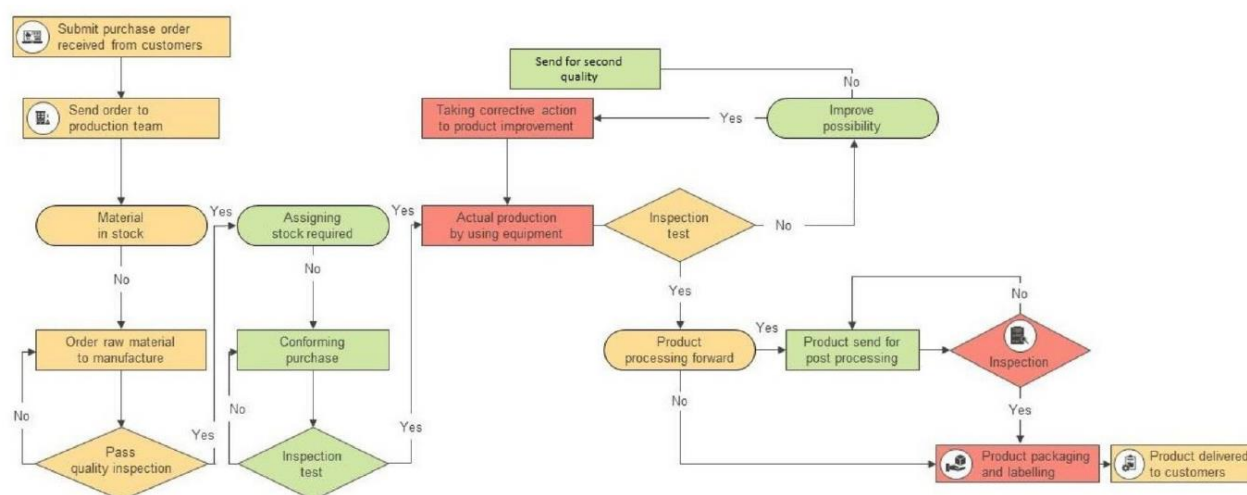 Submit purchase order
received from customers
Send for second
quality
No
Send order to
production team
Taking corrective action
to product improvement
Yes
Improve
possibility
Material
in stock
Yes
Assigning
stock required
Yes
Actual production
by using equipment
Inspection
test
No
No
No
Yes
No
Order raw material
to manufacture
Conforming
purchase
Product
processing forward
Yes
Product send for
post processing
Inspection
No
No
Yes
Yes
No
Yes
Pass
quality inspection
Inspection
test
Product packaging
and labelling
Product delivered
to customers